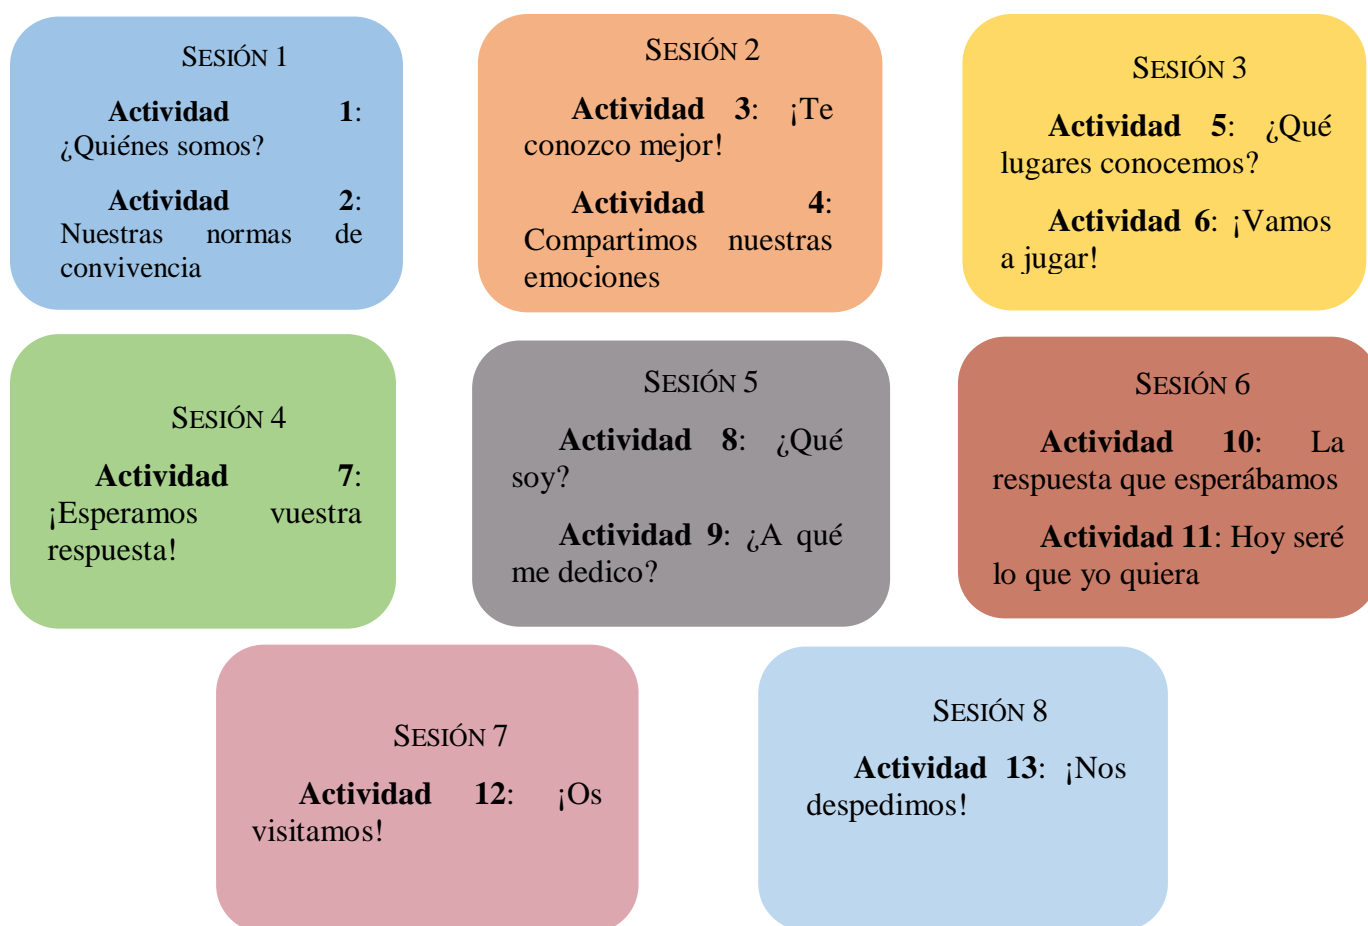 SESIÓN 1
Actividad 1:
¿Quiénes somos?
Actividad 2:
Nuestras normas de
convivencia
SESIÓN 2
Actividad 3: ¡Te
conozco mejor!
Actividad 4:
Compartimos nuestras
emociones
SESIÓN 3
Actividad 5: ¿Qué
lugares conocemos?
Actividad 6: ¡Vamos
a jugar!
SESIÓN 4
Actividad 7:
¡Esperamos vuestra
respuesta!
SESIÓN 5
Actividad 8: ¿Qué
soy?
Actividad 9: ¿A qué
me dedico?
SESIÓN 6
Actividad 10: La
respuesta que esperábamos
Actividad 11: Hoy seré
lo que yo quiera
SESIÓN 7
Actividad 12: ¡Os
visitamos!
SESIÓN 8
Actividad 13: ¡Nos
despedimos!